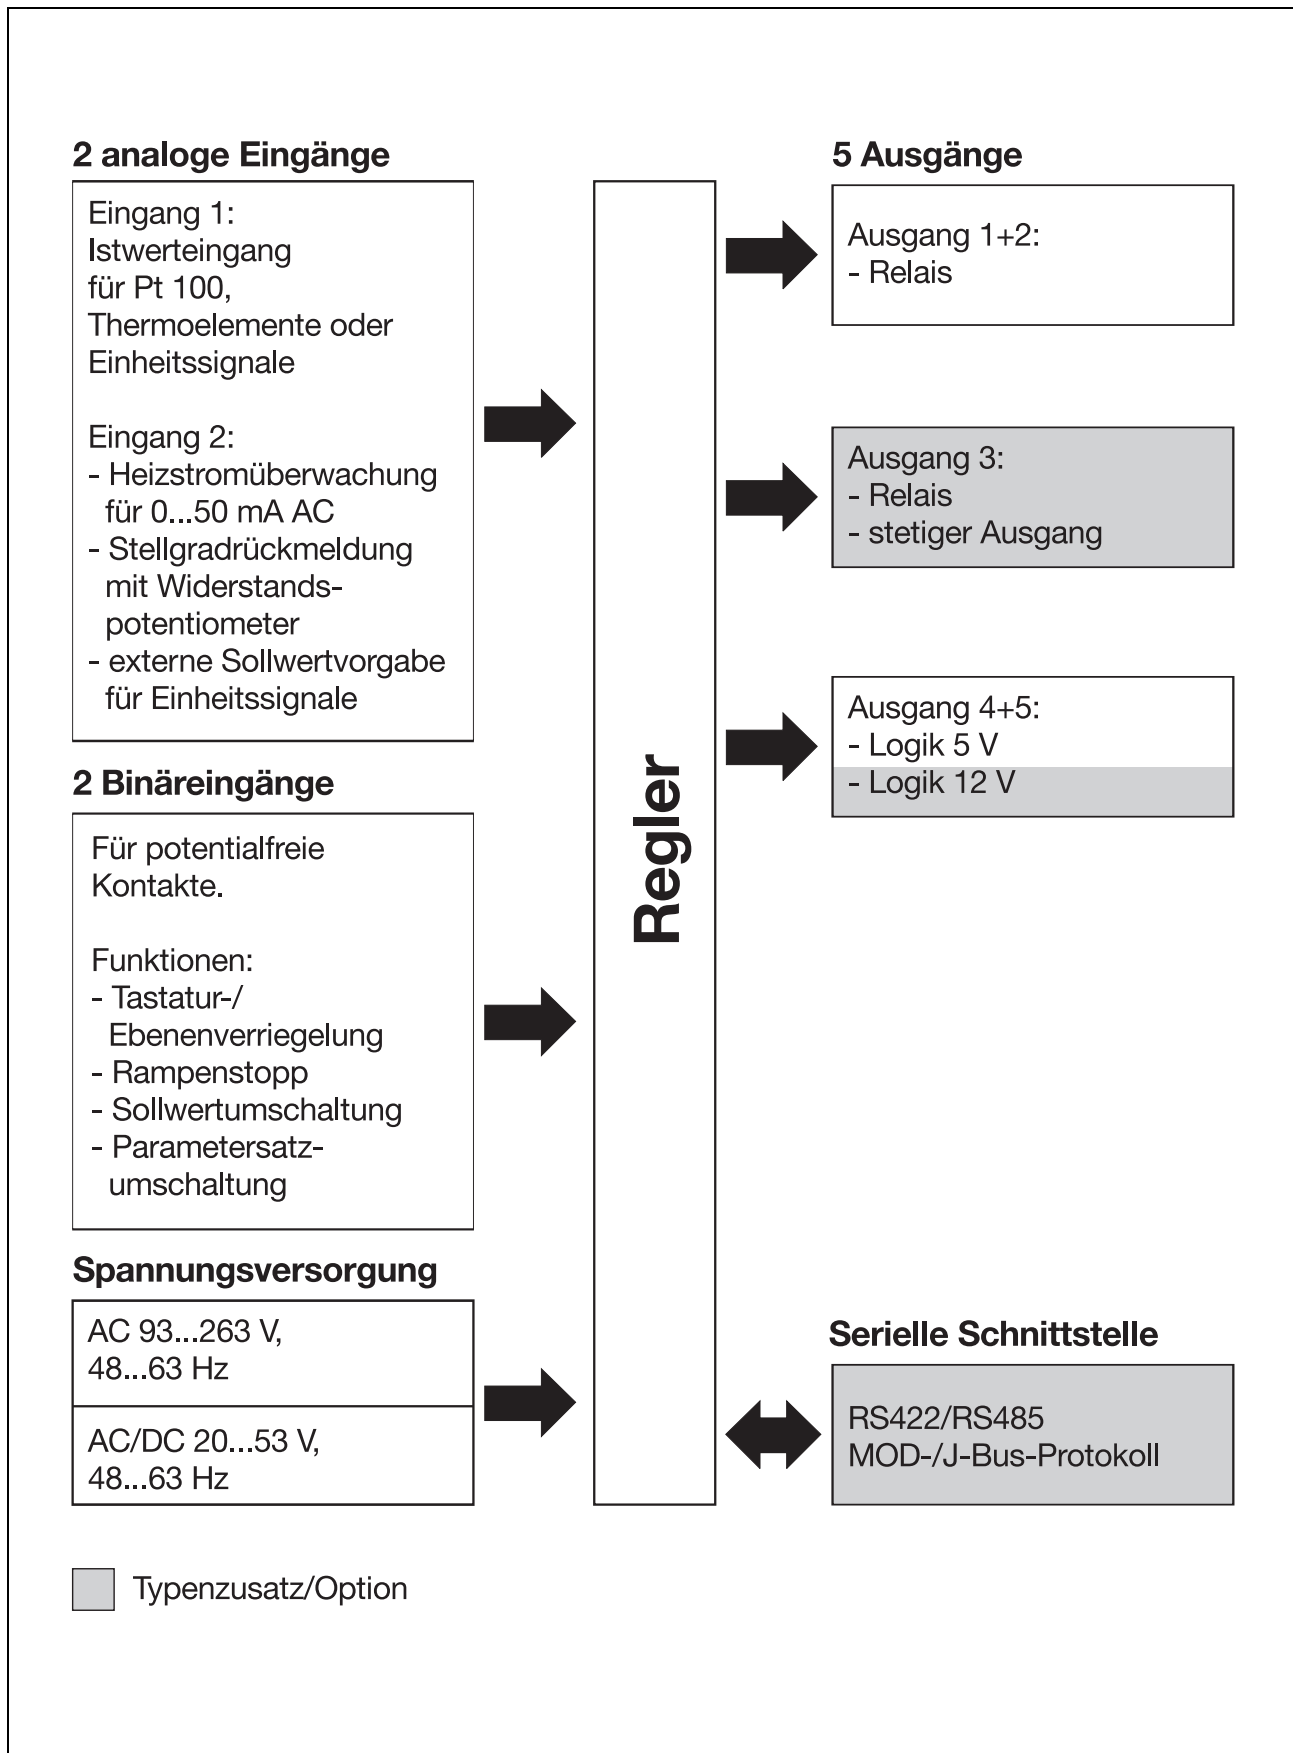 2 analoge Eingänge
Eingang 1:
Istwerteingang
für Pt 100,
Thermoelemente oder
Einheitssignale
Eingang 2:
- Heizstromüberwachung
für 0...50 mA AC
- Stellgradrückmeldung
mit Widerstands-
potentiometer
- externe Sollwertvorgabe
für Einheitssignale
2 Binäreingänge
Für potentialfreie
Kontakte.
Funktionen:
- Tastatur-/
Ebenenverriegelung
- Rampenstopp
- Sollwertumschaltung
- Parametersatz-
umschaltung
Spannungsversorgung
AC 93...263 V,
48...63 Hz
AC/DC 20...53 V,
48...63 Hz
Regler
5 Ausgänge
Ausgang 1+2:
- Relais
Ausgang 3:
- Relais
- stetiger Ausgang
Ausgang 4+5:
- Logik 5 V
- Logik 12 V
Serielle Schnittstelle
RS422/RS485
MOD-/J-Bus-Protokoll
Typenzusatz/Option